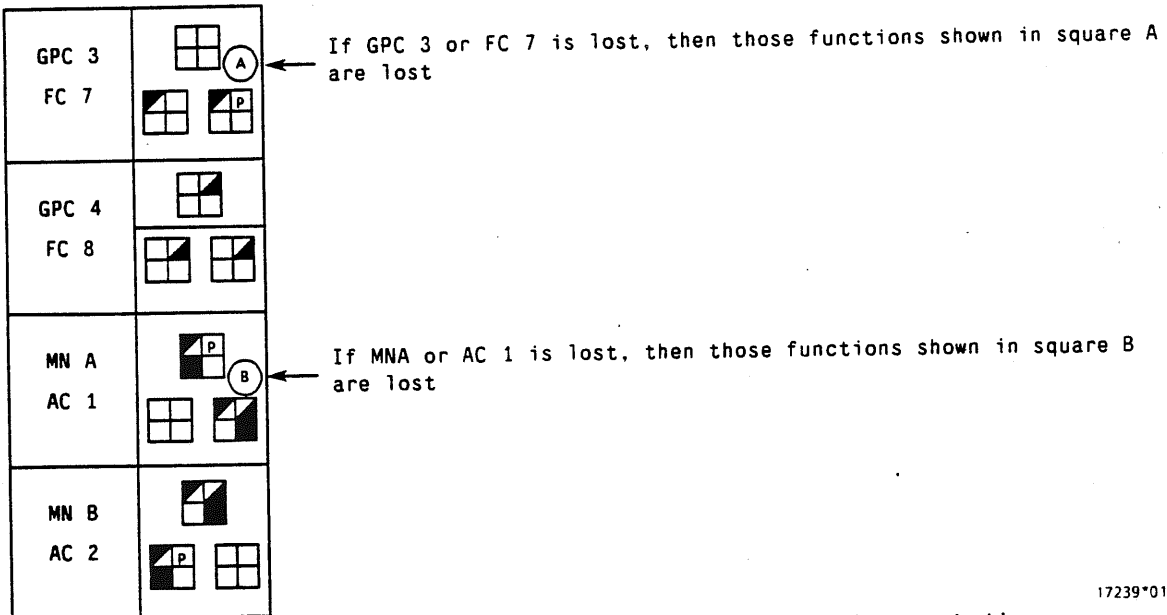 GPC 3
FC 7
A
P
If GPC 3 or FC 7 is lost, then those functions shown in square A
are lost
GPC 4
FC 8
MN A
AC 1
P
B
If MNA or AC 1 is lost, then those functions shown in square B
are lost
MN B
AC 2
P
17239*01